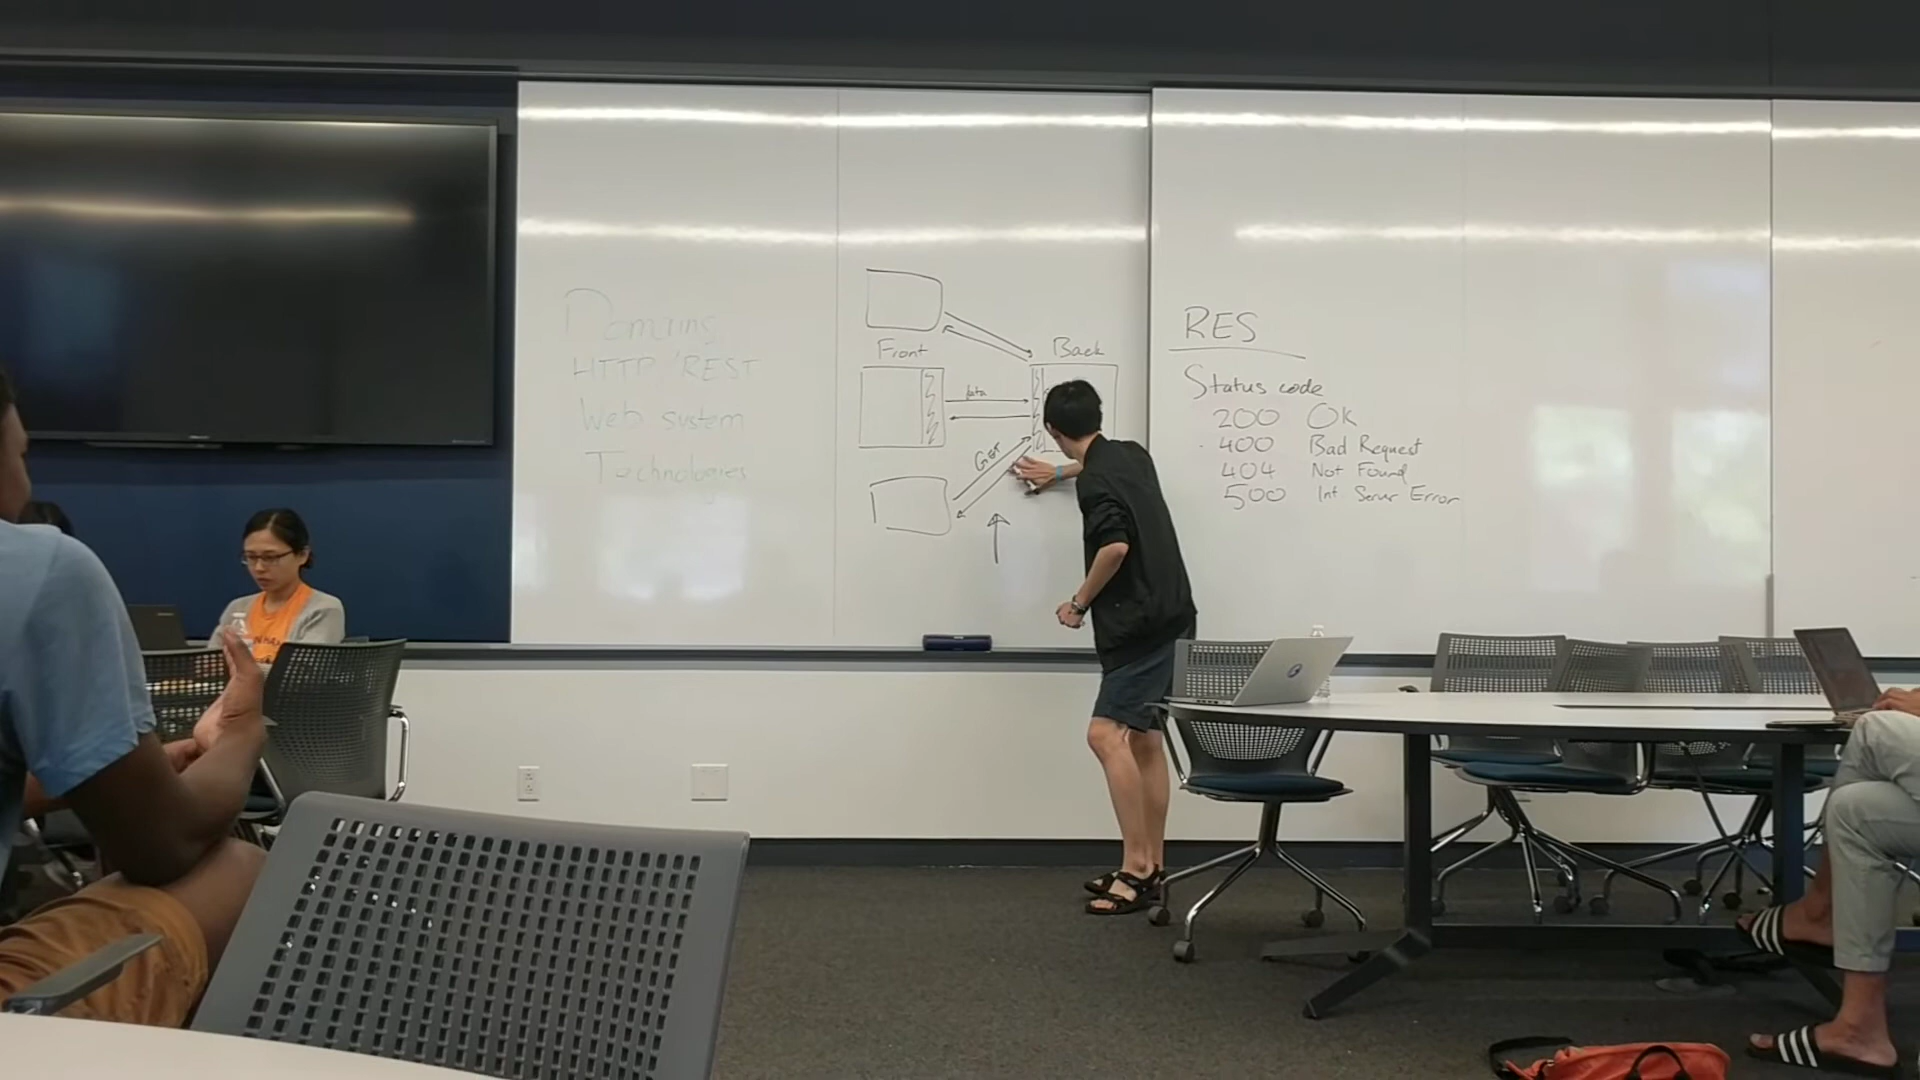 Domains,
HTTP/REST
Web system
Technologies
Front
Back
Data
GET
RES
Status code
200 OK
400 Bad Request
404 Not Found
500 Int Server Error